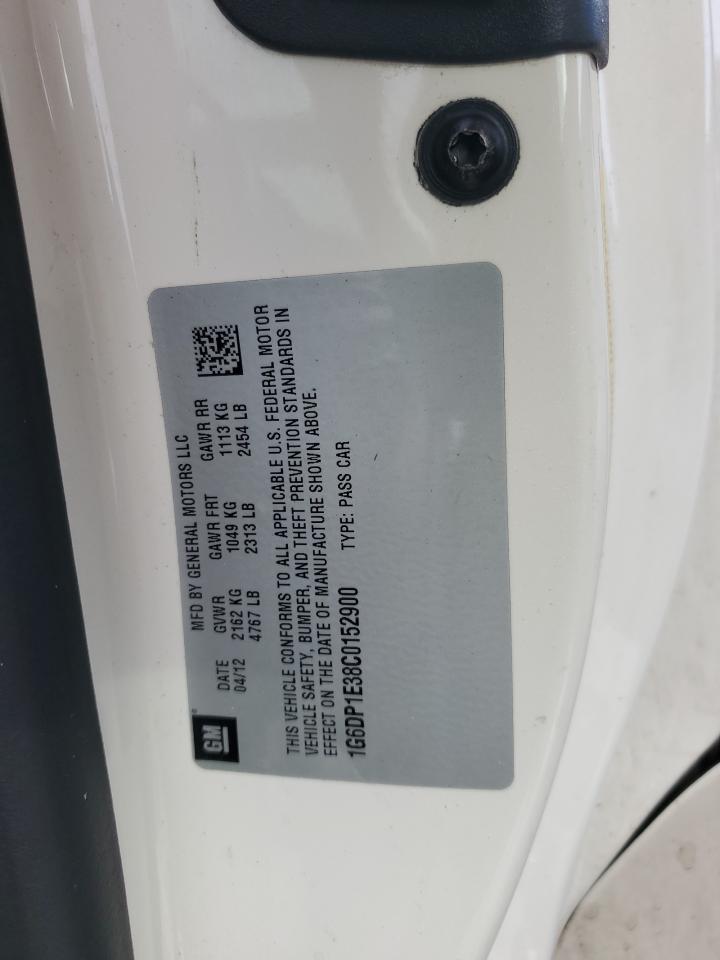 GM®
MFD BY GENERAL MOTORS LLC
DATE GVWR GAWR FRT GAWR RR
04/12 2162 KG 1049 KG 1113 KG
4767 LB 2313 LB 2454 LB
THIS VEHICLE CONFORMS TO ALL APPLICABLE U.S. FEDERAL MOTOR
VEHICLE SAFETY, BUMPER, AND THEFT PREVENTION STANDARDS IN
EFFECT ON THE DATE OF MANUFACTURE SHOWN ABOVE.
1G6DP1E38C0152900 TYPE: PASS CAR